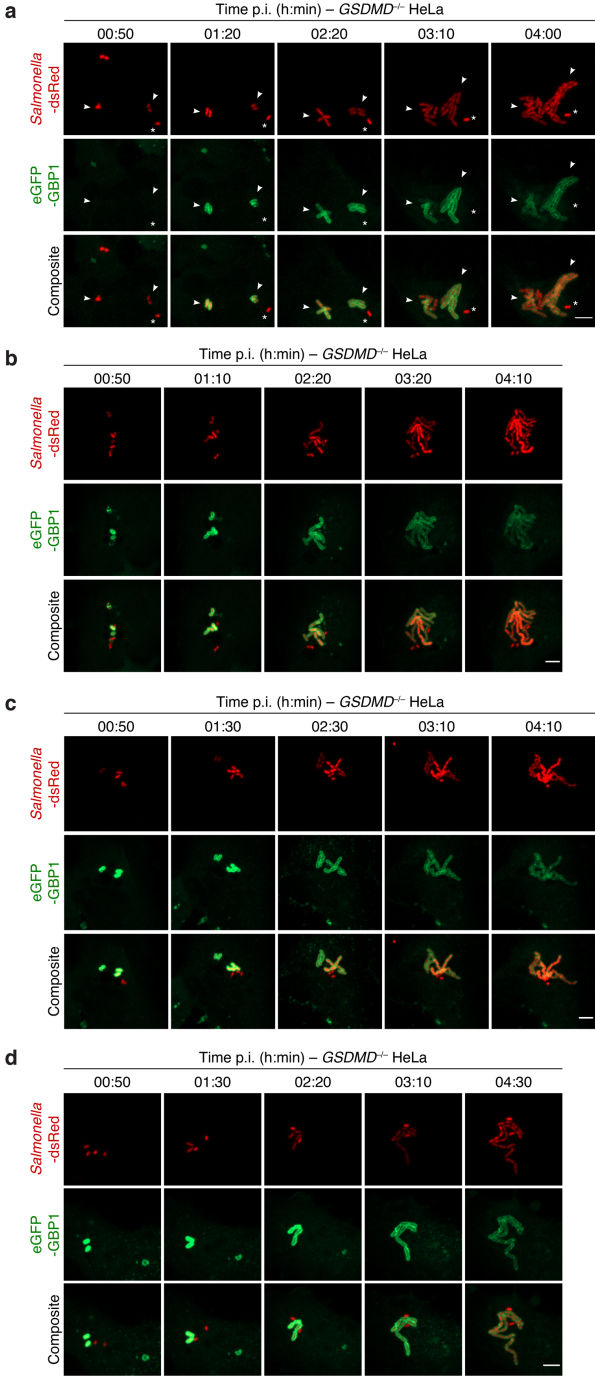 a
Time p.i. (h:min) – GSDMD–/– HeLa
00:50 01:20 02:20 03:10 04:00
Salmonella
-dsRed
*
*
*
*
*
eGFP
-GBP1
*
*
*
*
*
Composite
*
*
*
*
*
b
Time p.i. (h:min) – GSDMD–/– HeLa
00:50 01:10 02:20 03:20 04:10
Salmonella
-dsRed
eGFP
-GBP1
Composite
c
Time p.i. (h:min) – GSDMD–/– HeLa
00:50 01:30 02:30 03:10 04:10
Salmonella
-dsRed
eGFP
-GBP1
Composite
d
Time p.i. (h:min) – GSDMD–/– HeLa
00:50 01:30 02:20 03:10 04:30
Salmonella
-dsRed
eGFP
-GBP1
Composite